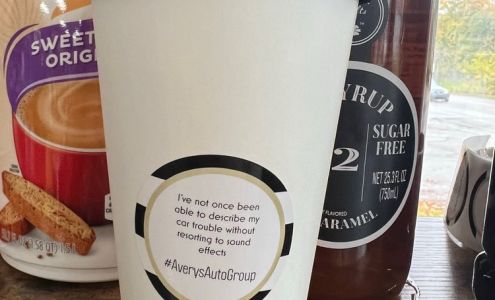 SWEET
ORIG
I've not once been
able to describe my
car trouble without
resorting to sound
effects
#AverysAutoGroup
SYRUP
2
SUGAR
FREE
NET 25.3 FL OZ
(750mL)
FLAVORED
ARAMEL